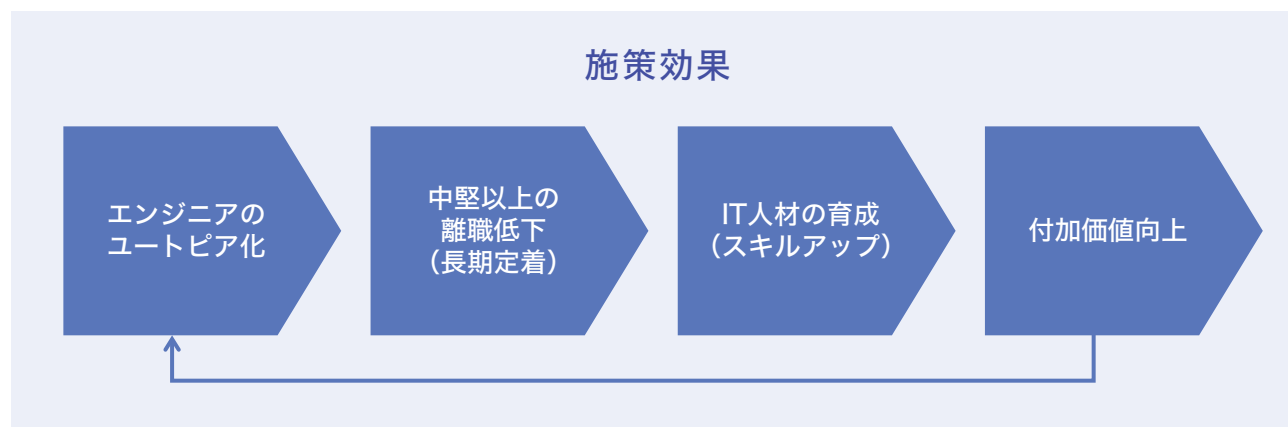 施策効果
エンジニアの
ユートピア化
中堅以上の
離職低下
（長期定着）
IT人材の育成
（スキルアップ）
付加価値向上